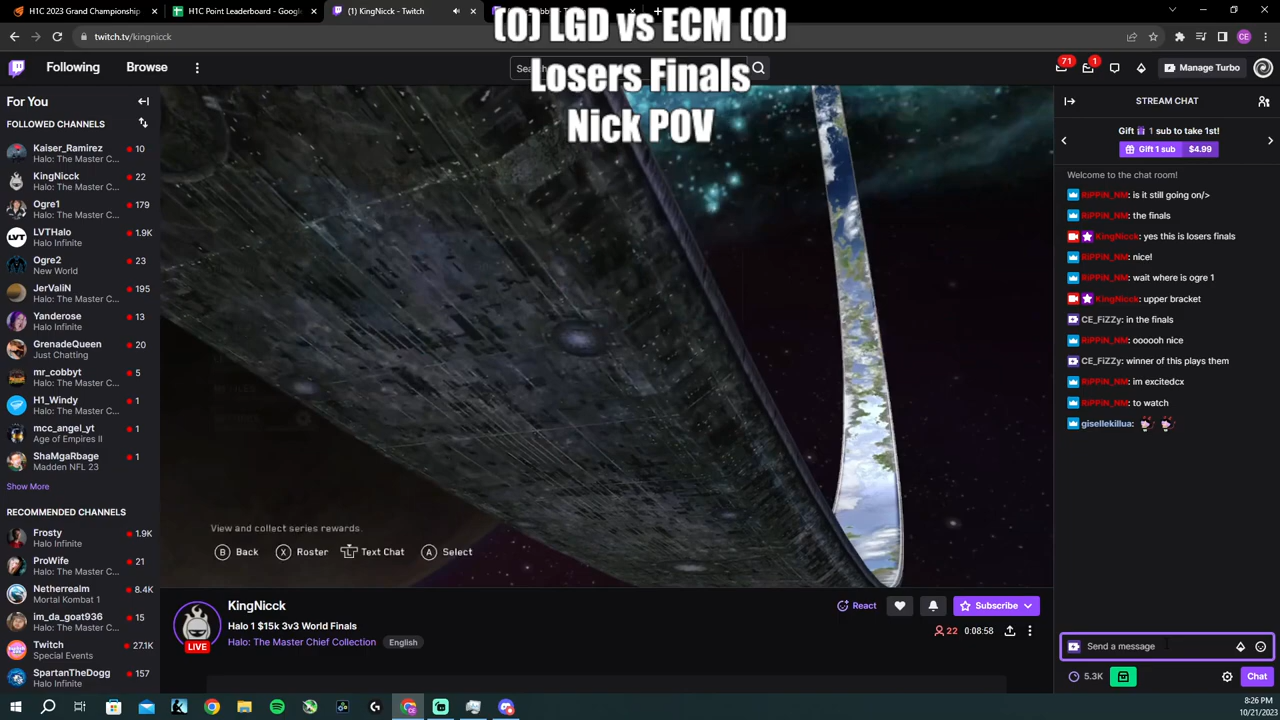 H1C 2023 Grand Championship
H1C Point Leaderboard - Google
(1) KingNicck - Twitch
twitch.tv/kingnicck
(0) LGD vs ECM (0)
Losers Finals
Nick POV
Following
Browse
71
1
Manage Turbo
CE
For You
FOLLOWED CHANNELS
Kaiser_Ramirez 10
Halo: The Master C...
KingNicck 22
Halo: The Master C...
Ogre1 179
Halo: The Master C...
LVTHalo 1.9K
Halo Infinite
Ogre2 23
New World
JerValiN 195
Halo: The Master C...
Yanderose 13
Halo Infinite
GrenadeQueen 20
Just Chatting
mr_cobbyt 5
Halo: The Master C...
H1_Windy 1
Halo: The Master C...
mcc_angel_yt 1
Age of Empires II
ShaMgaRbage 1
Madden NFL 23
Show More
RECOMMENDED CHANNELS
Frosty 1.9K
Halo Infinite
ProWife 21
Halo: The Master C...
Netherrealm 8.4K
Mortal Kombat 1
im_da_goat936 15
Halo: The Master C...
Twitch 27.1K
Special Events
SpartanTheDogg 1
Halo Infinite
View and collect series rewards.
B Back X Roster Text Chat A Select
LIVE
KingNicck
Halo 1 $15k 3v3 World Finals
Halo: The Master Chief Collection English
React
Subscribe
22 0:08:58
STREAM CHAT
Gift 1 sub to take 1st!
Gift 1 sub $4.99
Welcome to the chat room!
RiPPiN_NM: is it still going on/>
RiPPiN_NM: the finals
KingNicck: yes this is losers finals
RiPPiN_NM: nice!
RiPPiN_NM: wait where is ogre 1
KingNicck: upper bracket
CE_FiZZy: in the finals
RiPPiN_NM: oooooh nice
CE_FiZZy: winner of this plays them
RiPPiN_NM: im excitedcx
RiPPiN_NM: to watch
gisellekillua:
Send a message
5.3K
Chat
8:26 PM
10/21/2023